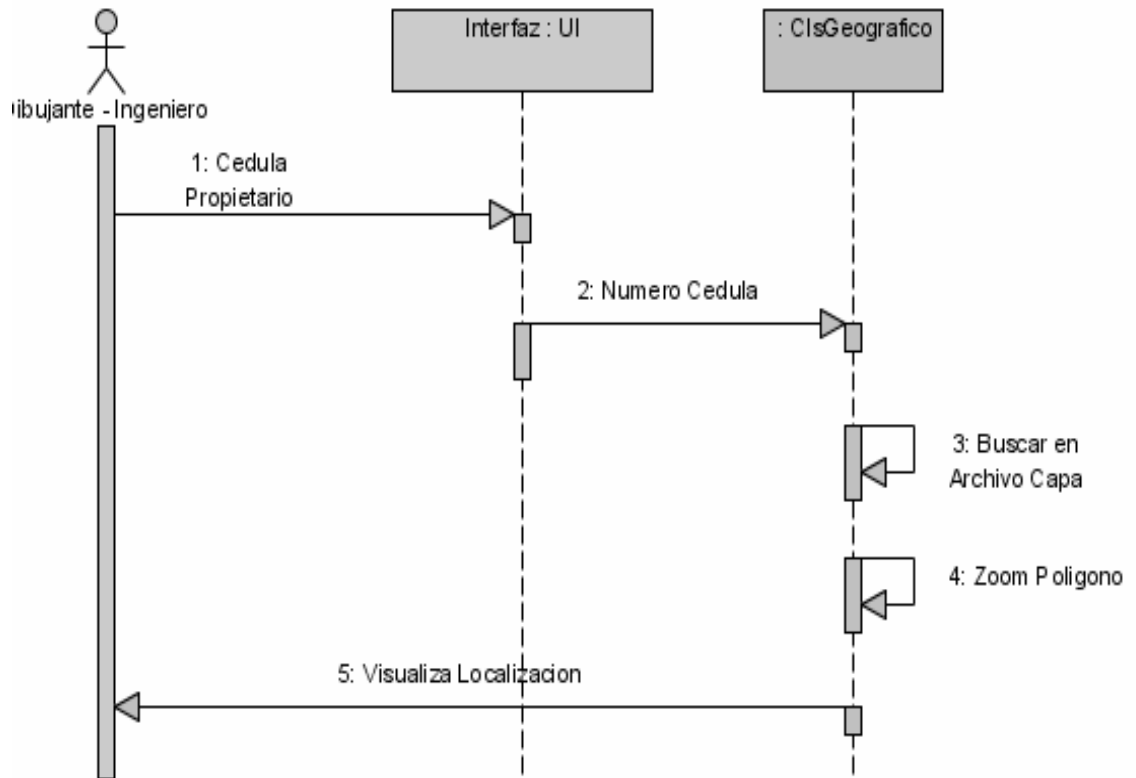 Interfaz : UI
: ClsGeografico
ibujante - Ingeniero
1: Cedula
Propietario
2: Numero Cedula
3: Buscar en
Archivo Capa
4: Zoom Poligono
5: Visualiza Localizacion